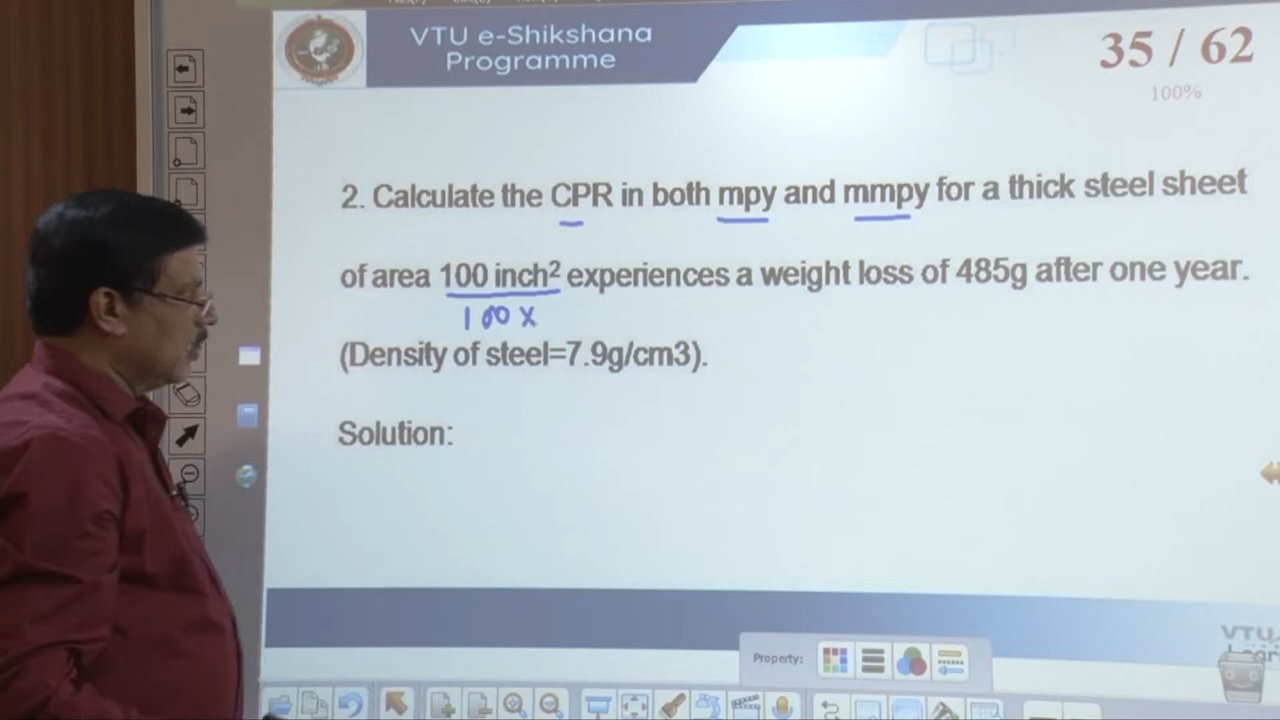 VTU e-Shikshana
Programme
35 / 62
100%
2. Calculate the CPR in both mpy and mmpy for a thick steel sheet
of area 100 inch² experiences a weight loss of 485g after one year.
100 x
(Density of steel=7.9g/cm3).
Solution:
Property:
VTU